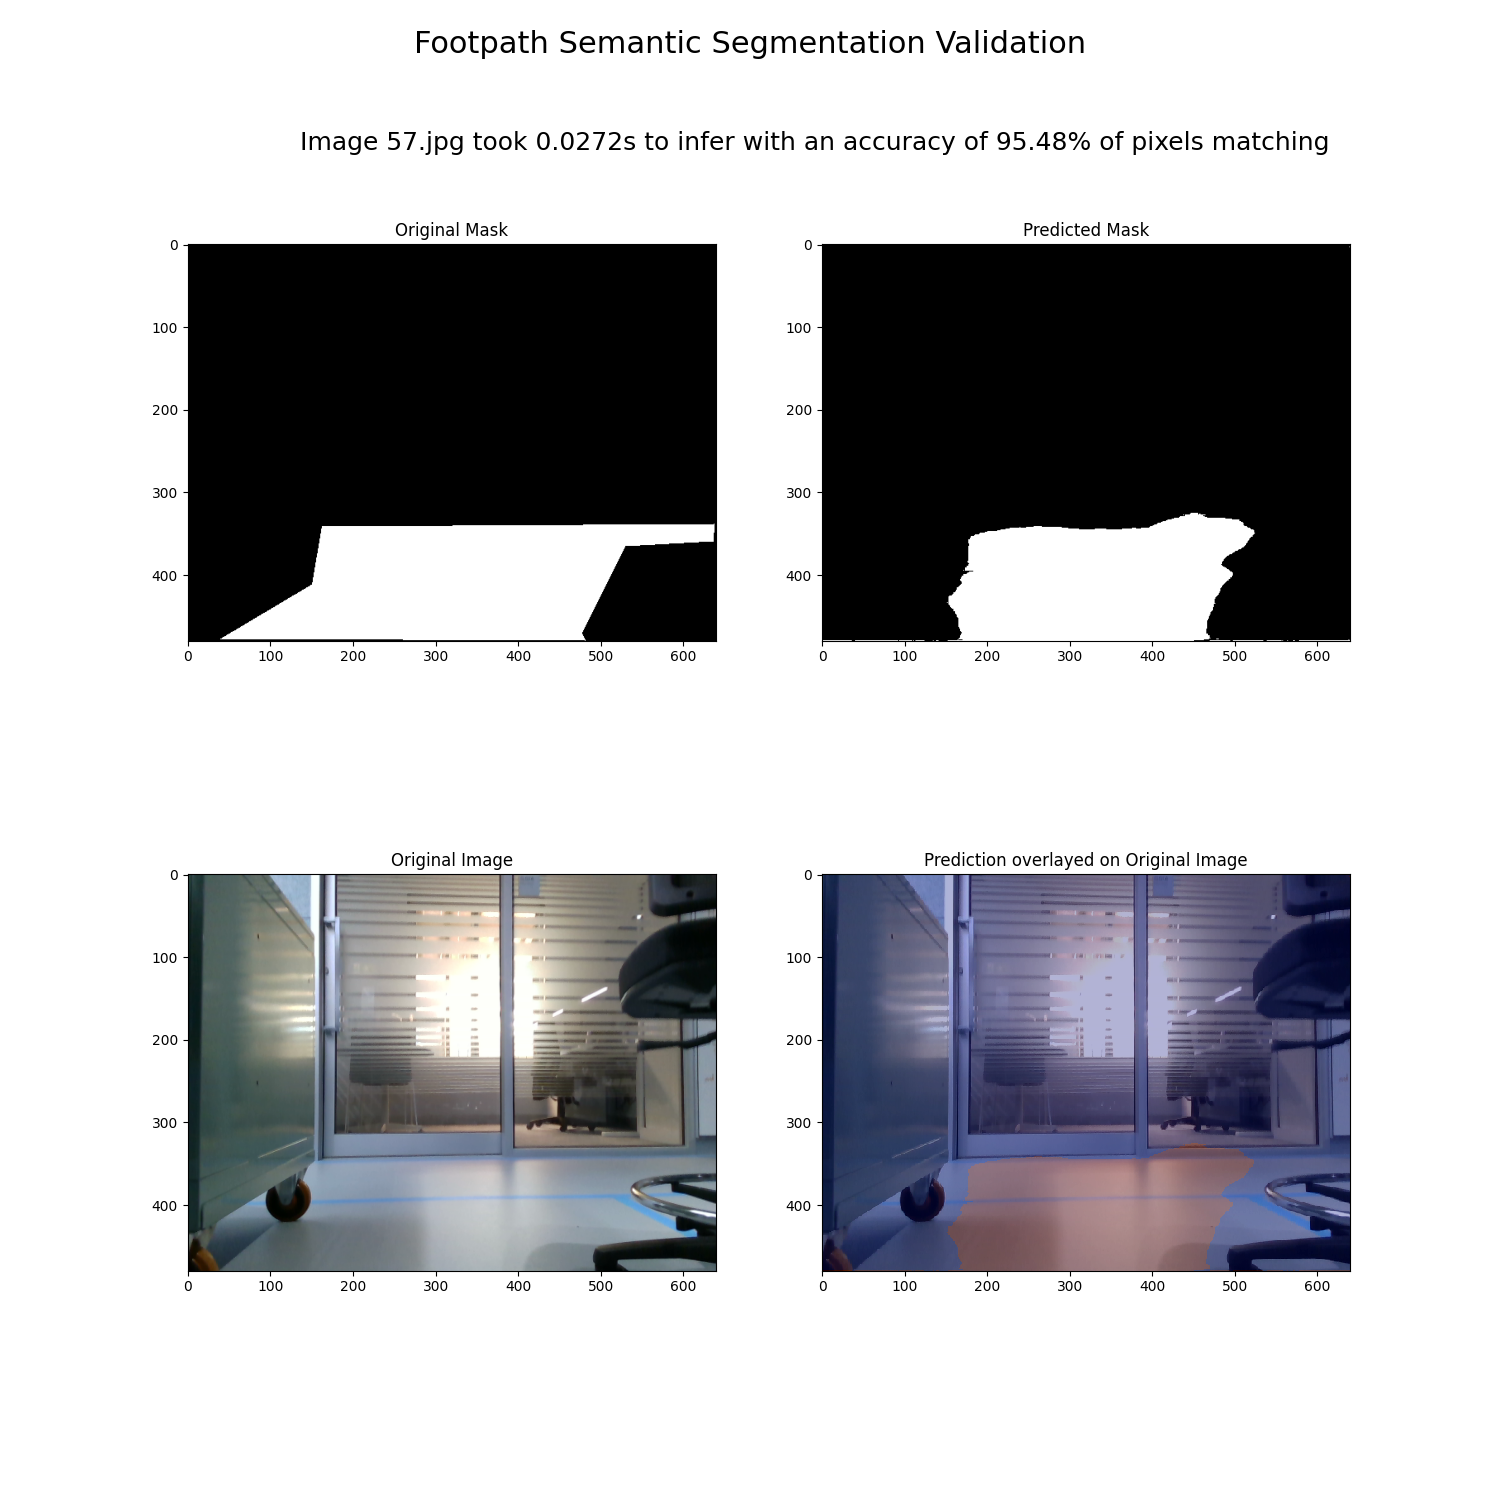 Footpath Semantic Segmentation Validation
Image 57.jpg took 0.0272s to infer with an accuracy of 95.48% of pixels matching
Original Mask
0
100
200
300
400
0 100 200 300 400 500 600
Predicted Mask
0
100
200
300
400
0 100 200 300 400 500 600
Original Image
0
100
200
300
400
0 100 200 300 400 500 600
Prediction overlayed on Original Image
0
100
200
300
400
0 100 200 300 400 500 600